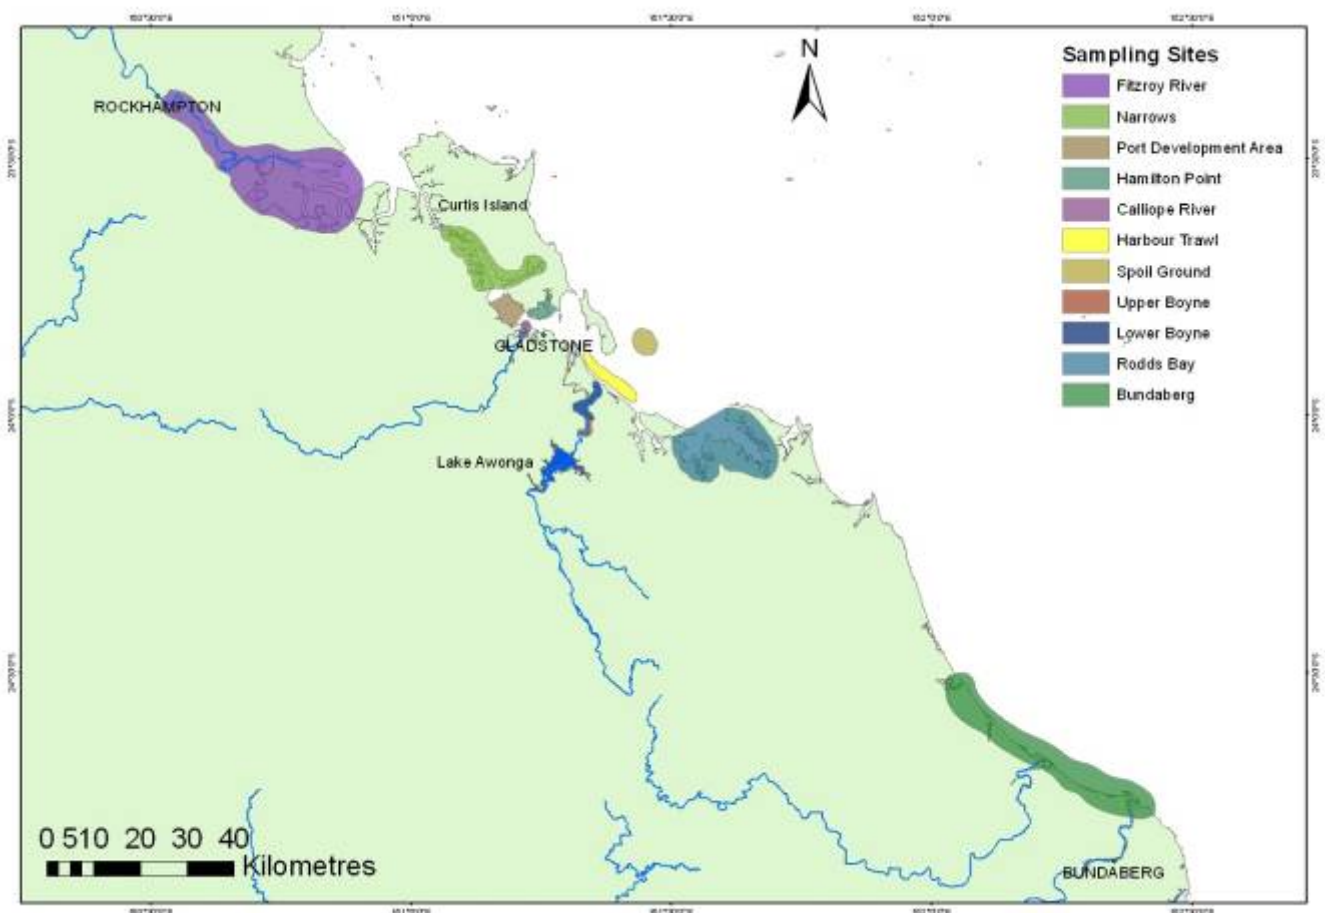 N
Sampling Sites
Fitzroy River
Narrows
Port Development Area
Hamilton Point
Calliope River
Harbour Trawl
Spoil Ground
Upper Boyne
Lower Boyne
Rodds Bay
Bundaberg
ROCKHAMPTON
Curtis Island
GLADSTONE
Lake Awonga
BUNDABERG
0 5 10 20 30 40
Kilometres